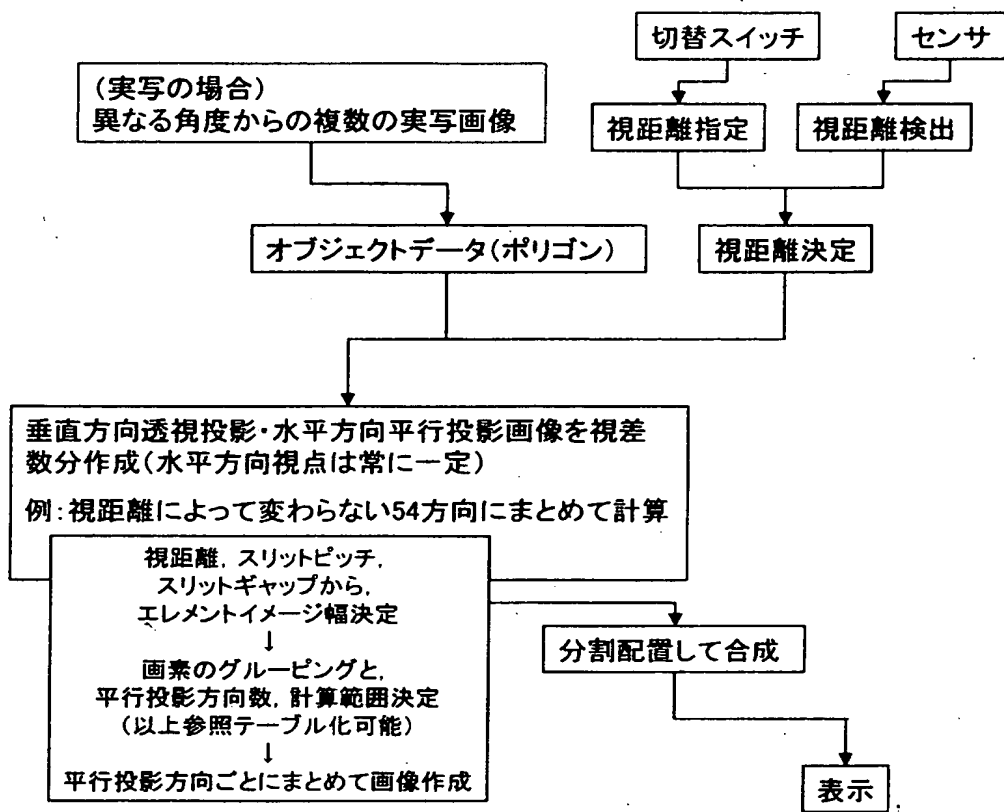 切替スイッチ
センサ
(実写の場合)
異なる角度からの複数の実写画像
視距離指定
視距離検出
オブジェクトデータ(ポリゴン)
視距離決定
垂直方向透視投影・水平方向平行投影画像を視差
数分作成(水平方向視点は常に一定)
例:視距離によって変わらない54方向にまとめて計算
視距離, スリットピッチ,
スリットギャップから,
エレメントイメージ幅決定
↓
画素のグルーピングと,
平行投影方向数, 計算範囲決定
(以上参照テーブル化可能)
↓
平行投影方向ごとにまとめて画像作成
分割配置して合成
表示